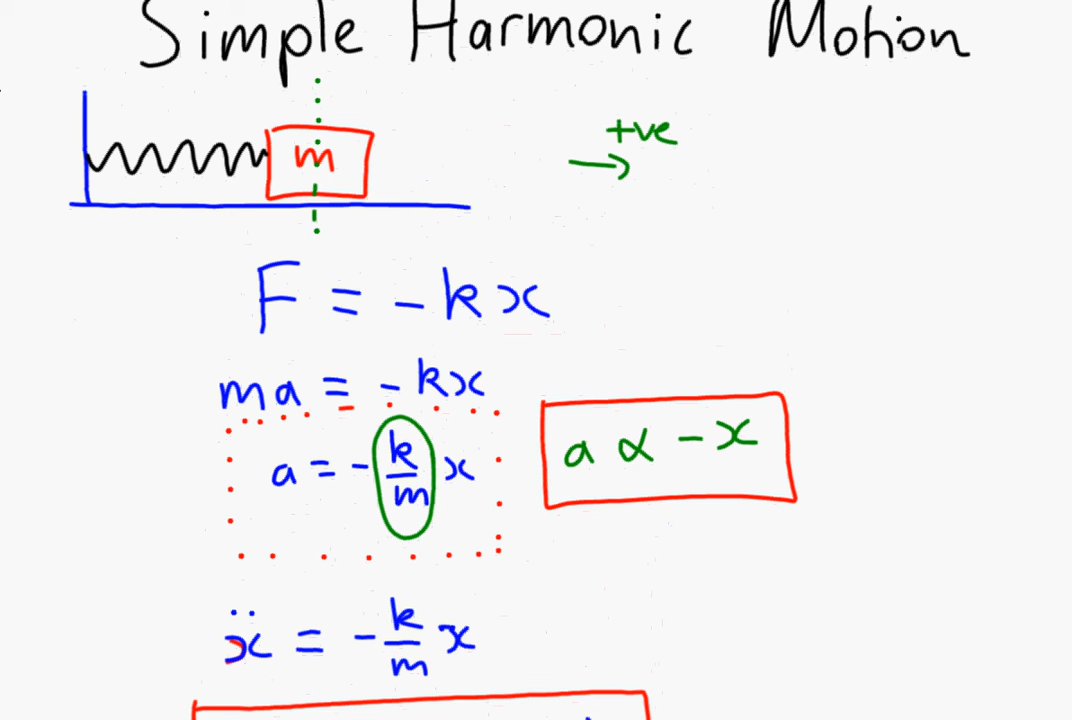 Simple Harmonic Motion
m
+ve
→
F = -kx
ma = -kx
a = -k/m x
a ∝ -x
ẍ = -k/m x